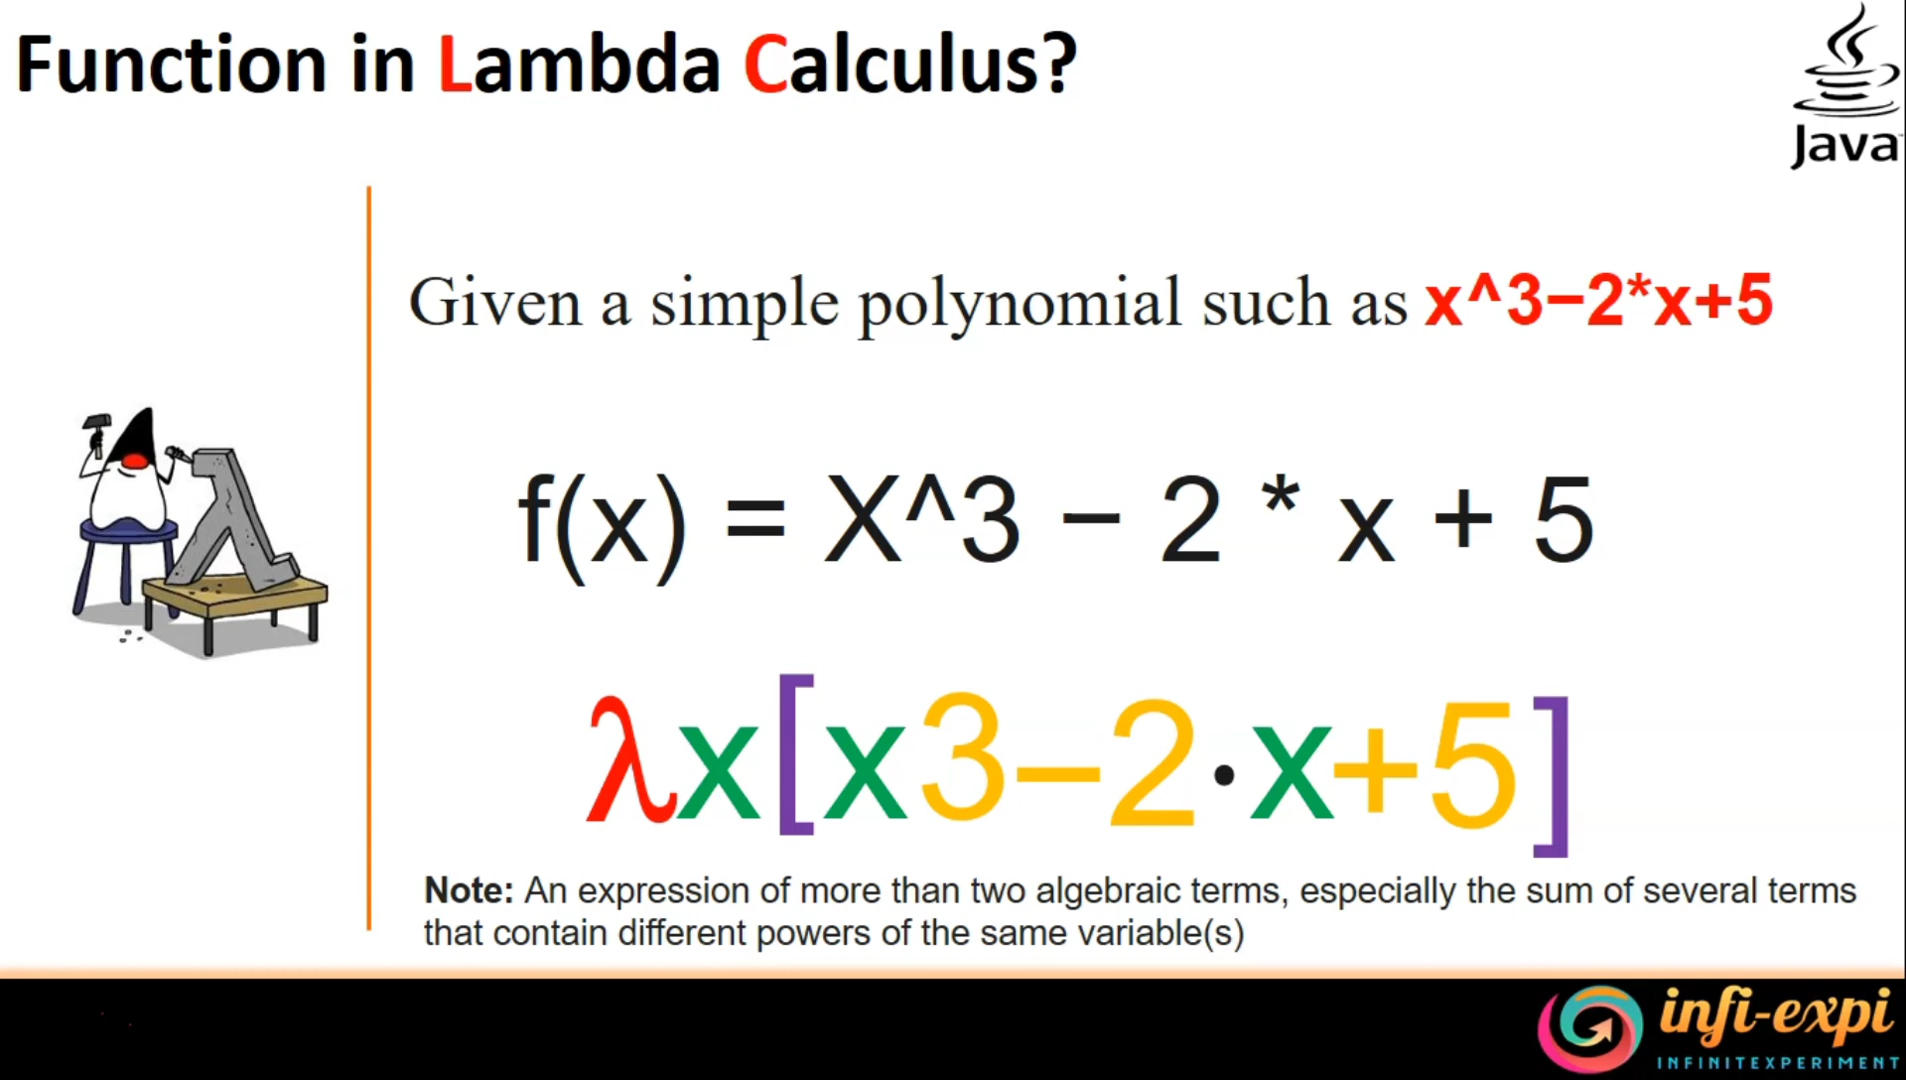 Function in Lambda Calculus?
Java
Given a simple polynomial such as x^3−2*x+5
f(x) = X^3 − 2 * x + 5
λx[x3−2·x+5]
Note: An expression of more than two algebraic terms, especially the sum of several terms
that contain different powers of the same variable(s)
infi-expi
INFINITEXPERIMENT